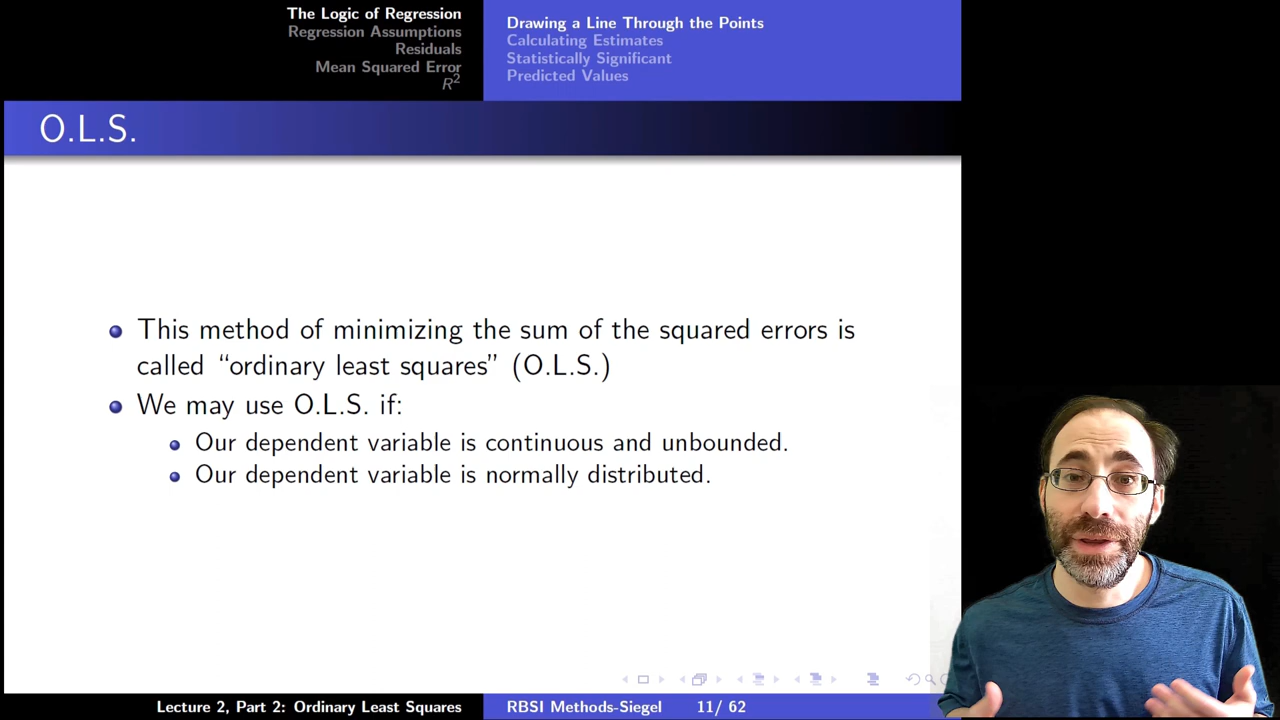 The Logic of Regression
Regression Assumptions
Residuals
Mean Squared Error
R²
Drawing a Line Through the Points
Calculating Estimates
Statistically Significant
Predicted Values
O.L.S.
This method of minimizing the sum of the squared errors is
called “ordinary least squares” (O.L.S.)
We may use O.L.S. if:
Our dependent variable is continuous and unbounded.
Our dependent variable is normally distributed.
Lecture 2, Part 2: Ordinary Least Squares
RBSI Methods-Siegel
11/ 62